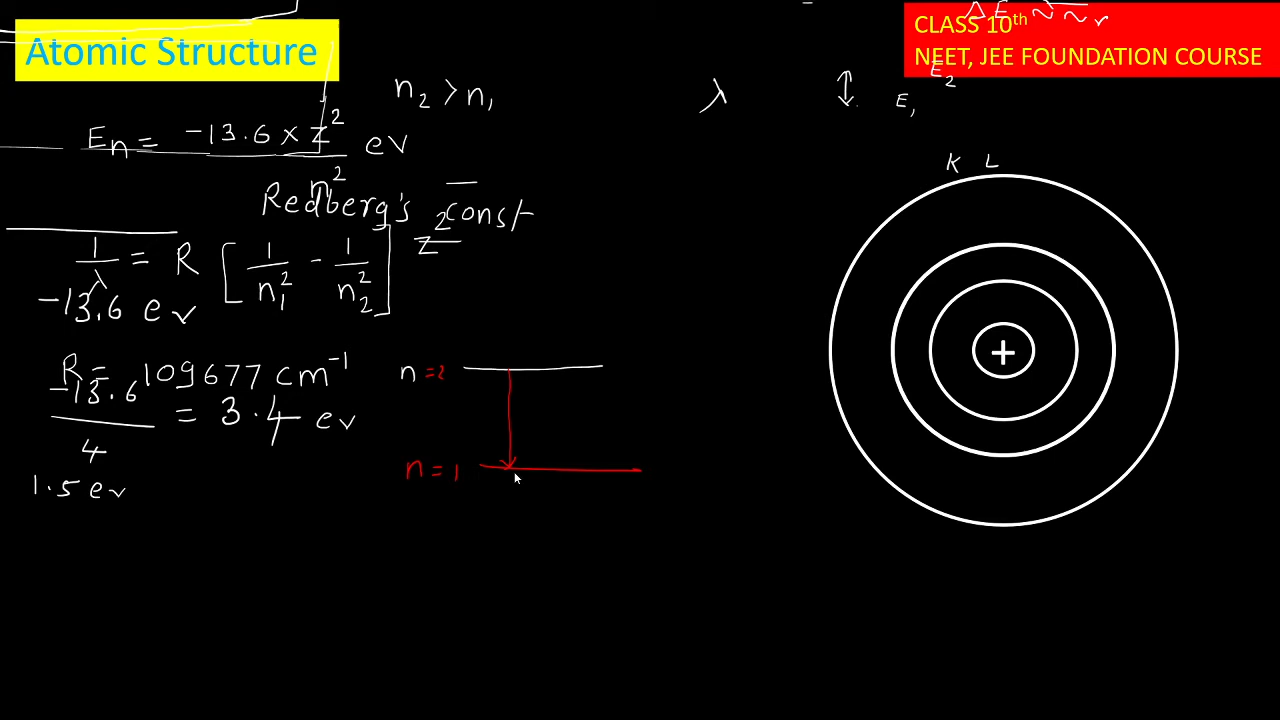 Atomic Structure
CLASS 10th
NEET, JEE FOUNDATION COURSE
Δ E ~ ~ r
n₂ > n₁
λ
E₁ E₂
Eₙ = -13.6 x Z² / n² ev
K L
Redberg's const
1/λ = R [1/n₁² - 1/n₂²] Z²
-13.6 ev
R = 109677 cm⁻¹
-13.6 / 4 = 3.4 ev
1.5 ev
n = 2
n = 1
+